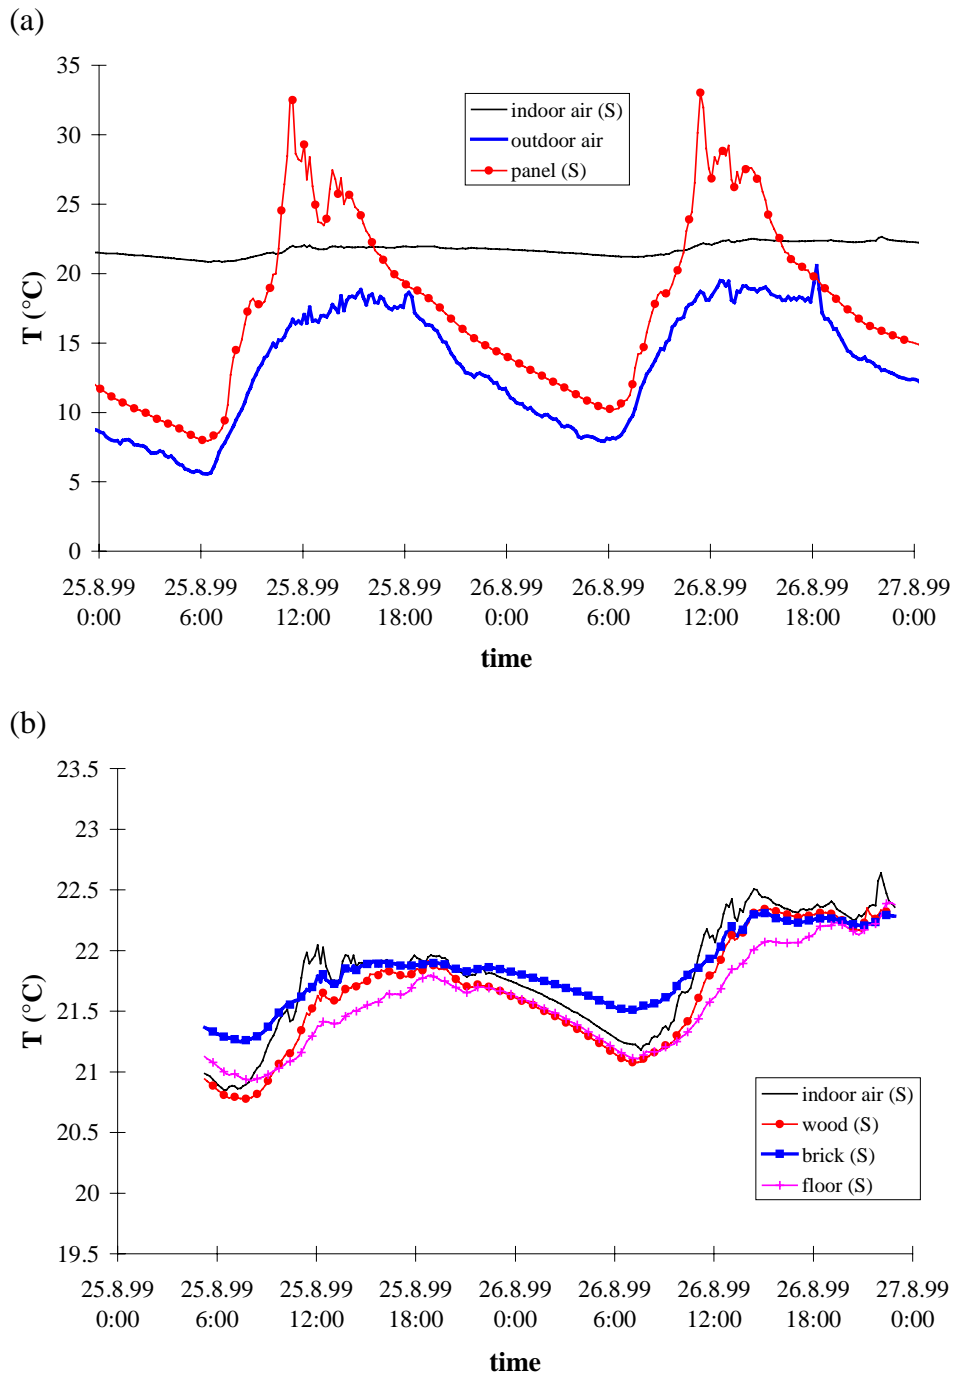 (a)
35
30
25
20
15
10
5
0
T (°C)
indoor air (S)
outdoor air
panel (S)
25.8.99 25.8.99 25.8.99 25.8.99 26.8.99 26.8.99 26.8.99 26.8.99 27.8.99
0:00 6:00 12:00 18:00 0:00 6:00 12:00 18:00 0:00
time
(b)
23.5
23
22.5
22
21.5
21
20.5
20
19.5
T (°C)
indoor air (S)
wood (S)
brick (S)
floor (S)
25.8.99 25.8.99 25.8.99 25.8.99 26.8.99 26.8.99 26.8.99 26.8.99 27.8.99
0:00 6:00 12:00 18:00 0:00 6:00 12:00 18:00 0:00
time